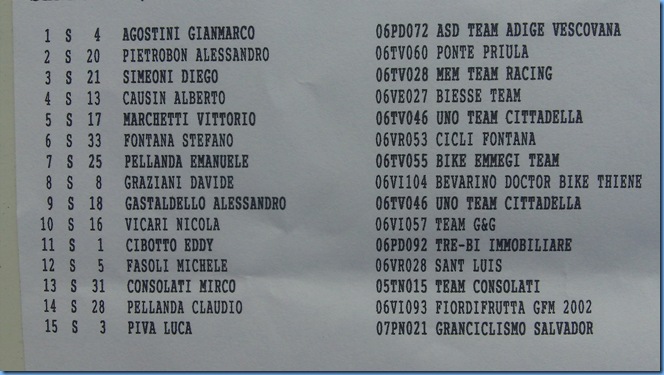 1 S 4 AGOSTINI GIANMARCO 06PD072 ASD TEAM ADIGE VESCOVANA
2 S 20 PIETROBON ALESSANDRO 06TV060 PONTE PRIULA
3 S 21 SIMEONI DIEGO 06TV028 MEM TEAM RACING
4 S 13 CAUSIN ALBERTO 06VE027 BIESSE TEAM
5 S 17 MARCHETTI VITTORIO 06TV046 UNO TEAM CITTADELLA
6 S 33 FONTANA STEFANO 06VR053 CICLI FONTANA
7 S 25 PELLANDA EMANUELE 06TV055 BIKE EMMEGI TEAM
8 S 8 GRAZIANI DAVIDE 06VI104 BEVARINO DOCTOR BIKE THIENE
9 S 18 GASTALDELLO ALESSANDRO 06TV046 UNO TEAM CITTADELLA
10 S 16 VICARI NICOLA 06VI057 TEAM G&G
11 S 1 CIBOTTO EDDY 06PD092 TRE-BI IMMOBILIARE
12 S 5 FASOLI MICHELE 06VR028 SANT LUIS
13 S 31 CONSOLATI MIRCO 05TN015 TEAM CONSOLATI
14 S 28 PELLANDA CLAUDIO 06VI093 FIORDIFRUTTA GFM 2002
15 S 3 PIVA LUCA 07PN021 GRANCICLISMO SALVADOR